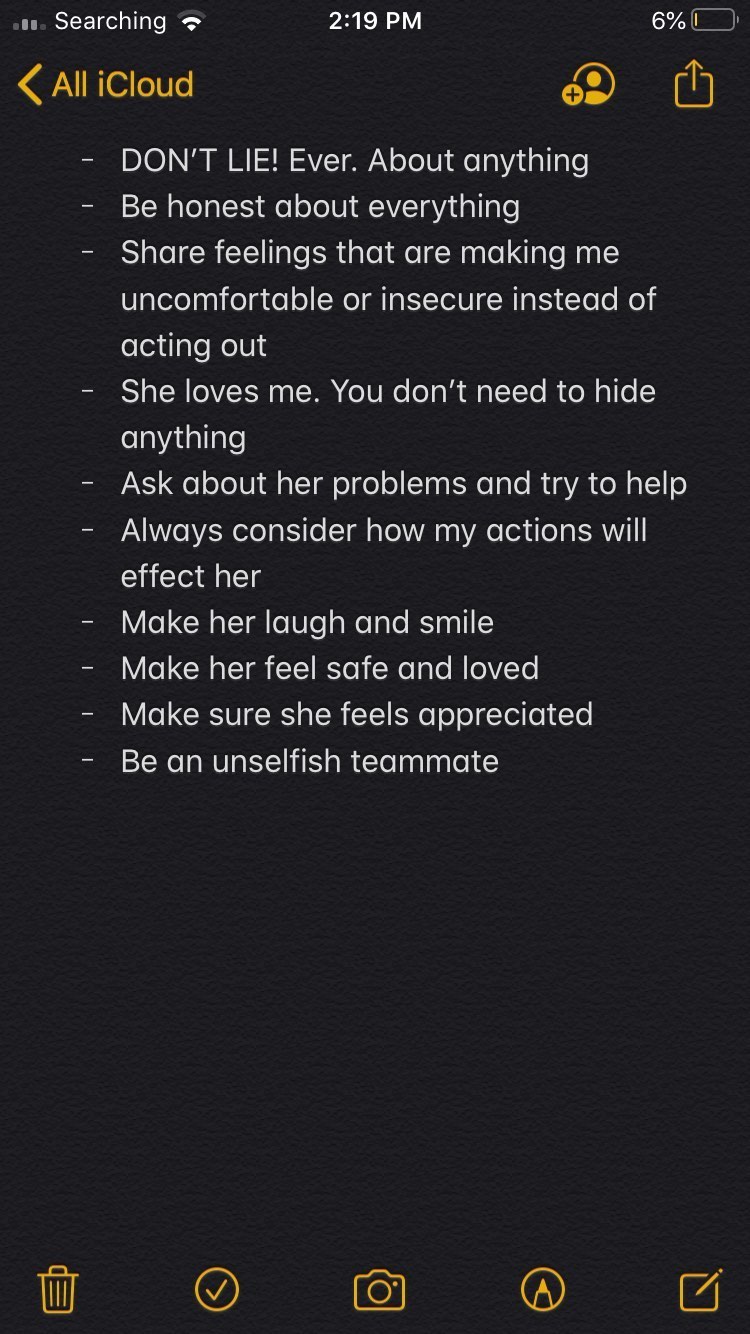 Searching 2:19 PM 6%
All iCloud
- DON'T LIE! Ever. About anything
- Be honest about everything
- Share feelings that are making me
uncomfortable or insecure instead of
acting out
- She loves me. You don't need to hide
anything
- Ask about her problems and try to help
- Always consider how my actions will
effect her
- Make her laugh and smile
- Make her feel safe and loved
- Make sure she feels appreciated
- Be an unselfish teammate